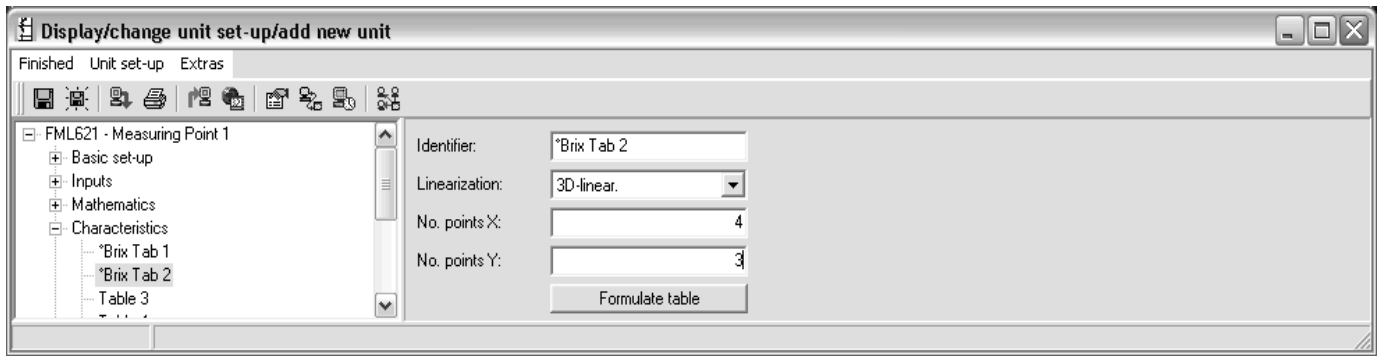 Display/change unit set-up/add new unit
Finished Unit set-up Extras
FML621 - Measuring Point 1
Basic set-up
Inputs
Mathematics
Characteristics
°Brix Tab 1
°Brix Tab 2
Table 3
Identifier: °Brix Tab 2
Linearization: 3D-linear.
No. points X: 4
No. points Y: 3
Formulate table